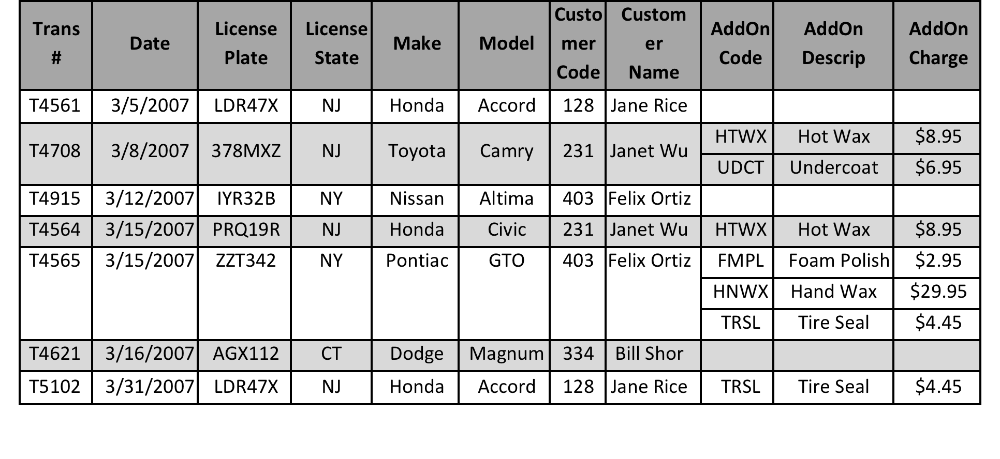 Trans # Date License Plate License State Make Model Customer Code Customer Name AddOn Code AddOn Descrip AddOn Charge
T4561 3/5/2007 LDR47X NJ Honda Accord 128 Jane Rice
T4708 3/8/2007 378MXZ NJ Toyota Camry 231 Janet Wu HTWX Hot Wax $8.95
UDCT Undercoat $6.95
T4915 3/12/2007 IYR32B NY Nissan Altima 403 Felix Ortiz
T4564 3/15/2007 PRQ19R NJ Honda Civic 231 Janet Wu HTWX Hot Wax $8.95
T4565 3/15/2007 ZZT342 NY Pontiac GTO 403 Felix Ortiz FMPL Foam Polish $2.95
HNWX Hand Wax $29.95
TRSL Tire Seal $4.45
T4621 3/16/2007 AGX112 CT Dodge Magnum 334 Bill Shor
T5102 3/31/2007 LDR47X NJ Honda Accord 128 Jane Rice TRSL Tire Seal $4.45